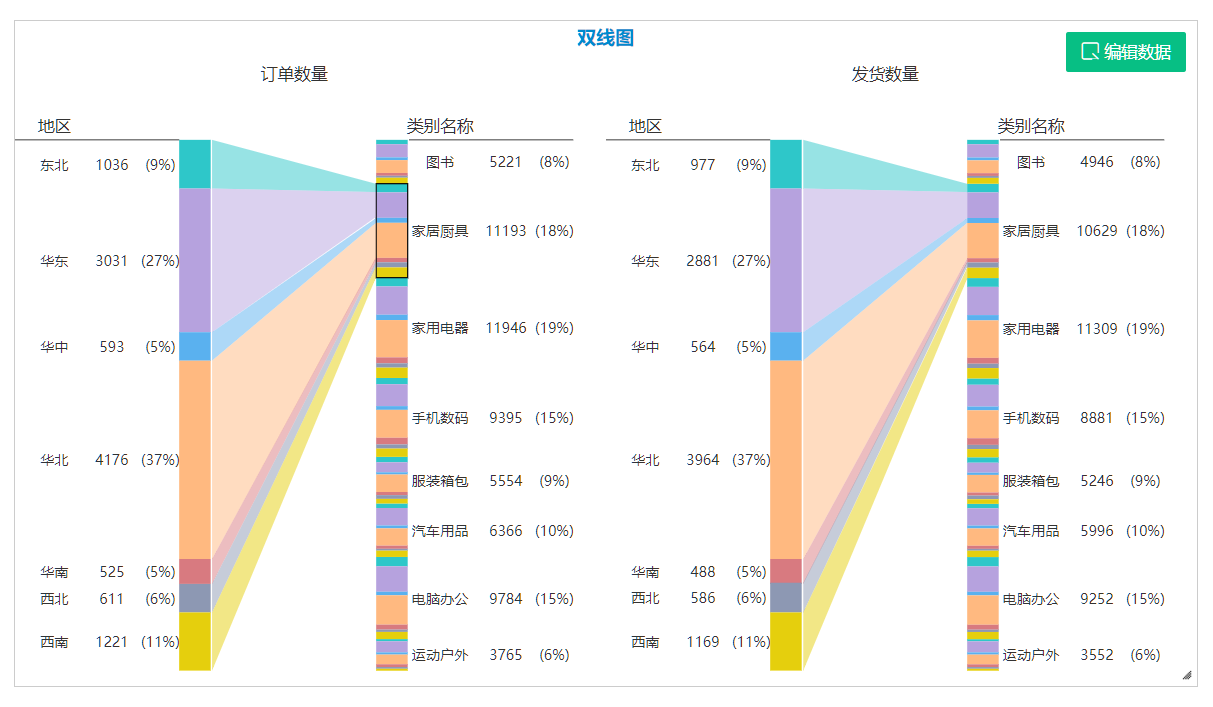 双线图
编辑数据
订单数量
发货数量
地区 类别名称
东北 1036 (9%)
华东 3031 (27%)
华中 593 (5%)
华北 4176 (37%)
华南 525 (5%)
西北 611 (6%)
西南 1221 (11%)
图书 5221 (8%)
家居厨具 11193 (18%)
家用电器 11946 (19%)
手机数码 9395 (15%)
服装箱包 5554 (9%)
汽车用品 6366 (10%)
电脑办公 9784 (15%)
运动户外 3765 (6%)
地区 类别名称
东北 977 (9%)
华东 2881 (27%)
华中 564 (5%)
华北 3964 (37%)
华南 488 (5%)
西北 586 (6%)
西南 1169 (11%)
图书 4946 (8%)
家居厨具 10629 (18%)
家用电器 11309 (19%)
手机数码 8881 (15%)
服装箱包 5246 (9%)
汽车用品 5996 (10%)
电脑办公 9252 (15%)
运动户外 3552 (6%)